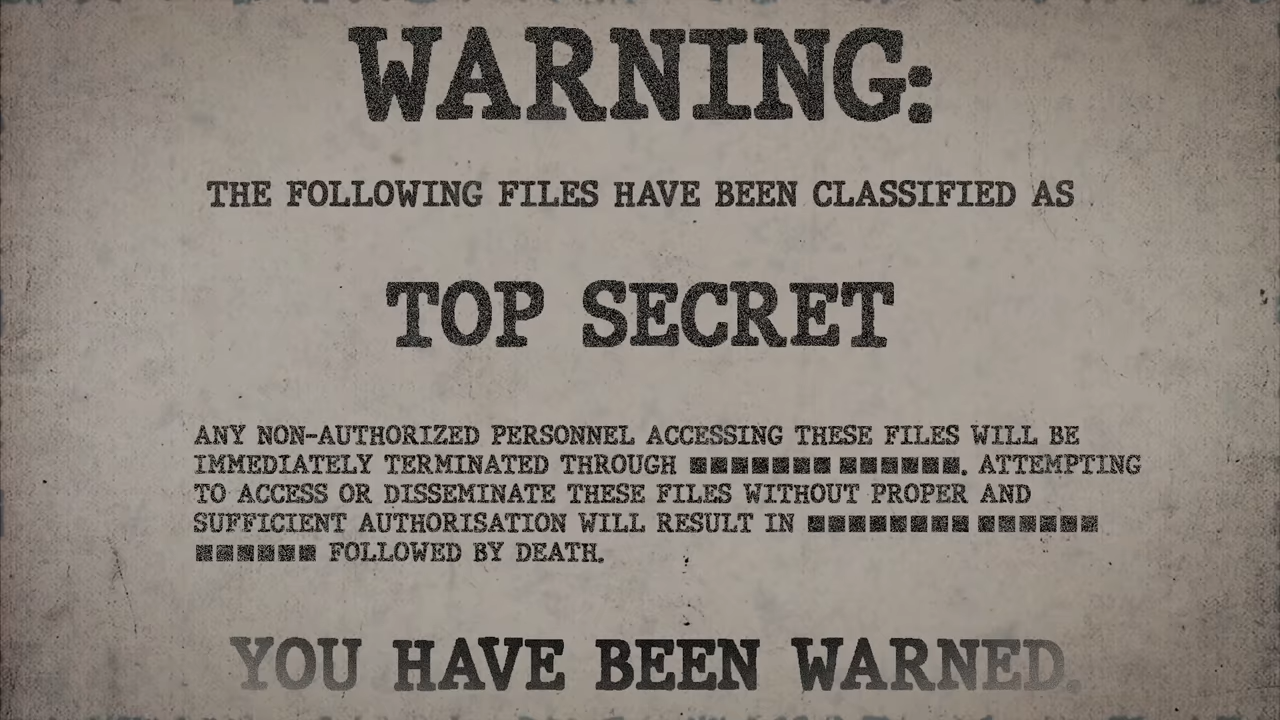 WARNING:
THE FOLLOWING FILES HAVE BEEN CLASSIFIED AS
TOP SECRET
ANY NON-AUTHORIZED PERSONNEL ACCESSING THESE FILES WILL BE
IMMEDIATELY TERMINATED THROUGH ■■■■■■■ ■■■■■■. ATTEMPTING
TO ACCESS OR DISSEMINATE THESE FILES WITHOUT PROPER AND
SUFFICIENT AUTHORISATION WILL RESULT IN ■■■■■■■■ ■■■■■■
■■■■■■ FOLLOWED BY DEATH.
YOU HAVE BEEN WARNED.